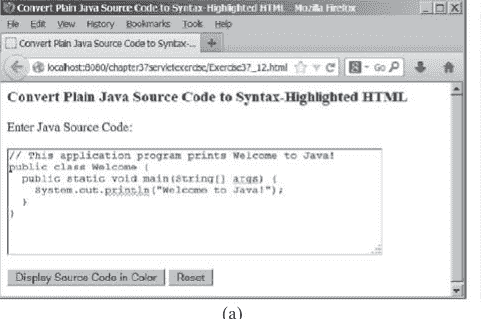 Convert Plain Java Source Code to Syntax-Highlighted HTML - Mozilla Firefox
File Edit View History Bookmarks Tools Help
Convert Plain Java Source Code to Syntax-...
localhost:8080/chapter37servletexercise/Exercise37_12.html
Go
Convert Plain Java Source Code to Syntax-Highlighted HTML
Enter Java Source Code:
// This application program prints Welcome to Java!
public class Welcome {
public static void main(String[] args) {
System.out.println("Welcome to Java!");
}
}
Display Source Code in Color Reset
(a)